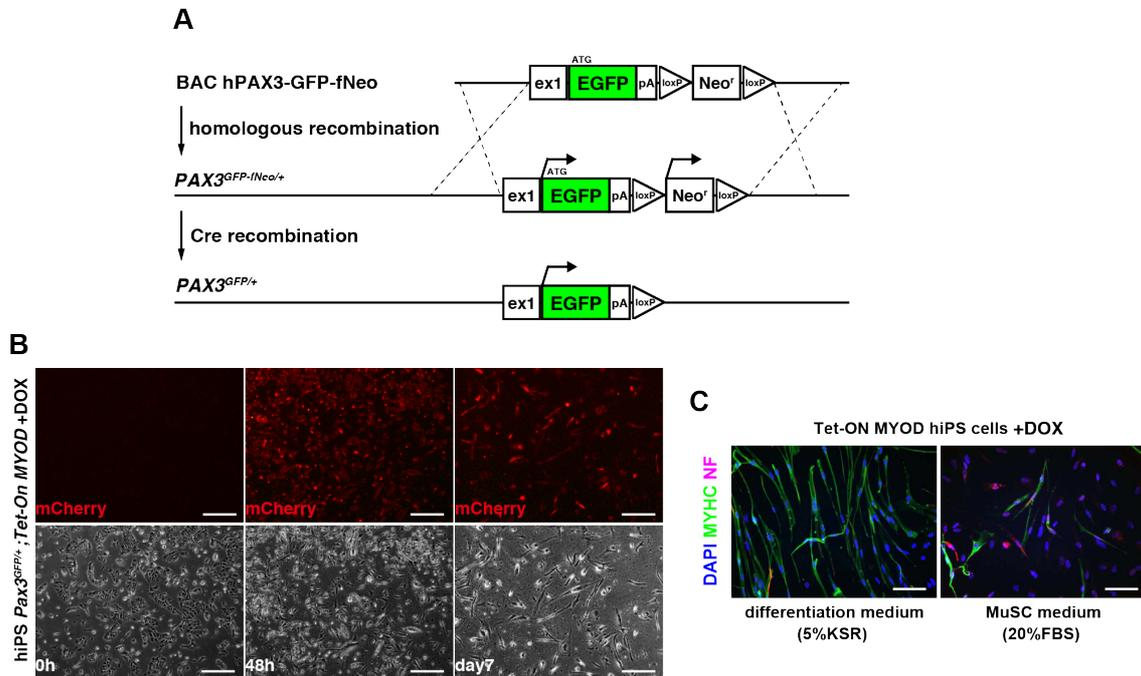 A
BAC hPAX3-GFP-fNeo
ATG
ex1 EGFP pA loxP Neoʳ loxP
homologous recombination
PAX3ᴳᶠᴾ⁻ᶠᴺᵉᵒ/⁺
ATG
ex1 EGFP pA loxP Neoʳ loxP
Cre recombination
PAX3ᴳᶠᴾ/⁺
ex1 EGFP pA loxP
B
hiPS Pax3ᴳᶠᴾ/⁺;Tet-On MYOD +DOX
mCherry mCherry mCherry
0h 48h day7
C
Tet-ON MYOD hiPS cells +DOX
DAPI MYHC NF
differentiation medium
(5%KSR)
MuSC medium
(20%FBS)